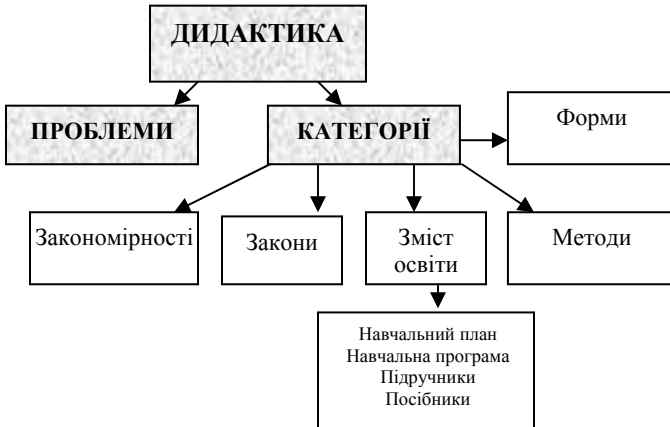 ДИДАКТИКА
ПРОБЛЕМИ
КАТЕГОРІЇ
Форми
Закономірності
Закони
Зміст
освіти
Методи
Навчальний план
Навчальна програма
Підручники
Посібники